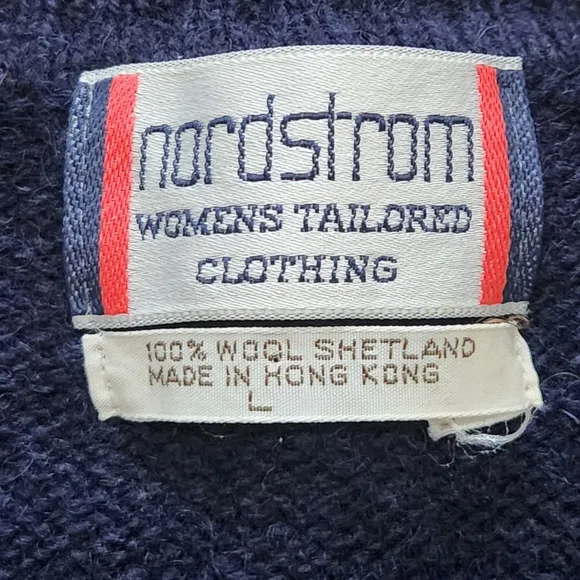 nordstrom
WOMENS TAILORED
CLOTHING
100% WOOL SHETLAND
MADE IN HONG KONG
L